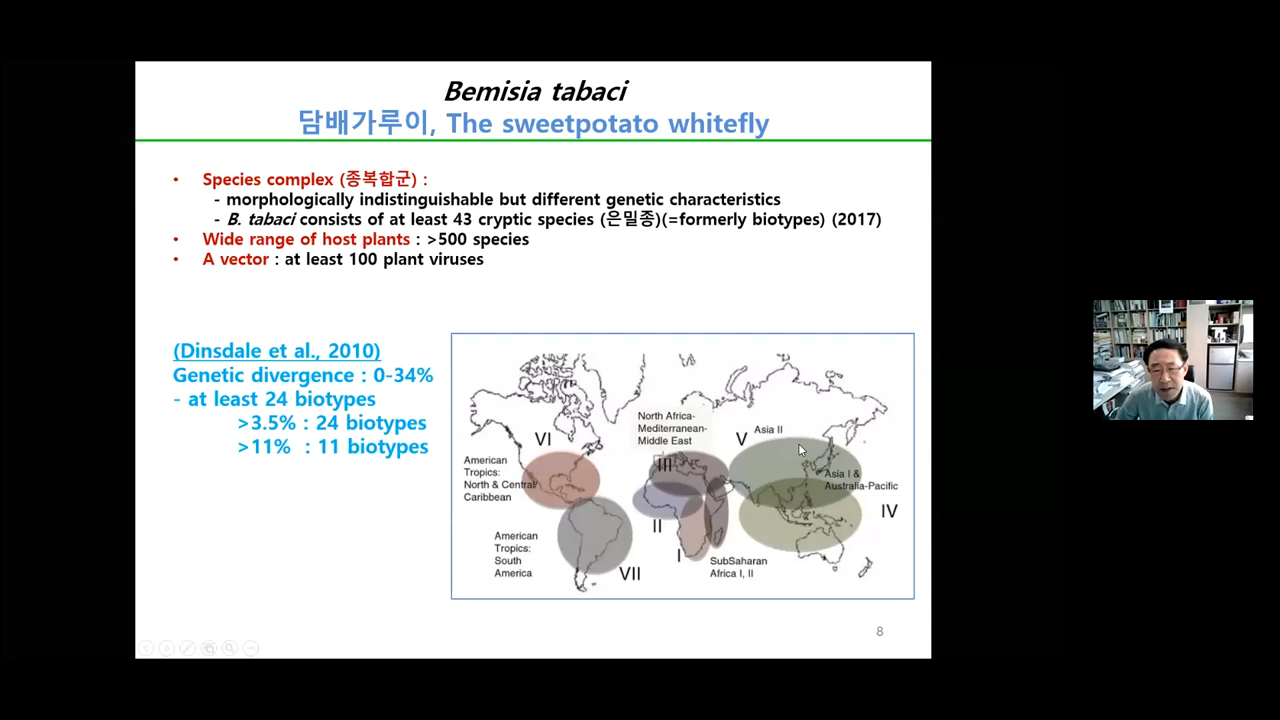 Bemisia tabaci
담배가루이, The sweetpotato whitefly
• Species complex (종복합군) :
- morphologically indistinguishable but different genetic characteristics
- B. tabaci consists of at least 43 cryptic species (은밀종)(=formerly biotypes) (2017)
• Wide range of host plants : >500 species
• A vector : at least 100 plant viruses
(Dinsdale et al., 2010)
Genetic divergence : 0-34%
- at least 24 biotypes
>3.5% : 24 biotypes
>11% : 11 biotypes
North Africa-
Mediterranean-
Middle East
VI
III
V
Asia II
American
Tropics:
North & Central/
Caribbean
Asia I &
Australla-Pacific
IV
II
I
American
Tropics:
South
America
VII
SubSaharan
Africa I, II
8